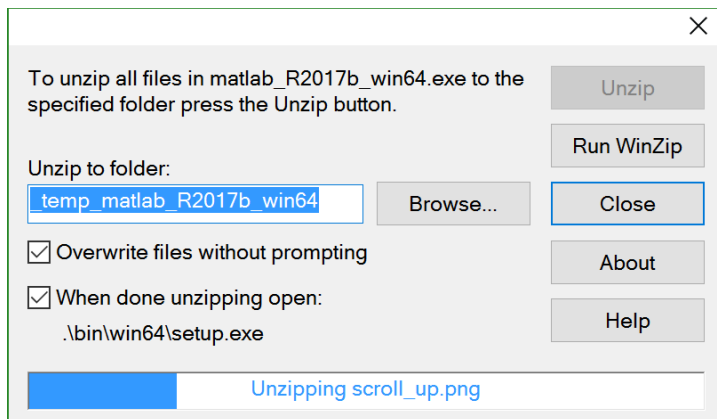 To unzip all files in matlab_R2017b_win64.exe to the
specified folder press the Unzip button.
Unzip
Run WinZip
Unzip to folder:
_temp_matlab_R2017b_win64
Browse...
Close
Overwrite files without prompting
About
When done unzipping open:
.\bin\win64\setup.exe
Help
Unzipping scroll_up.png